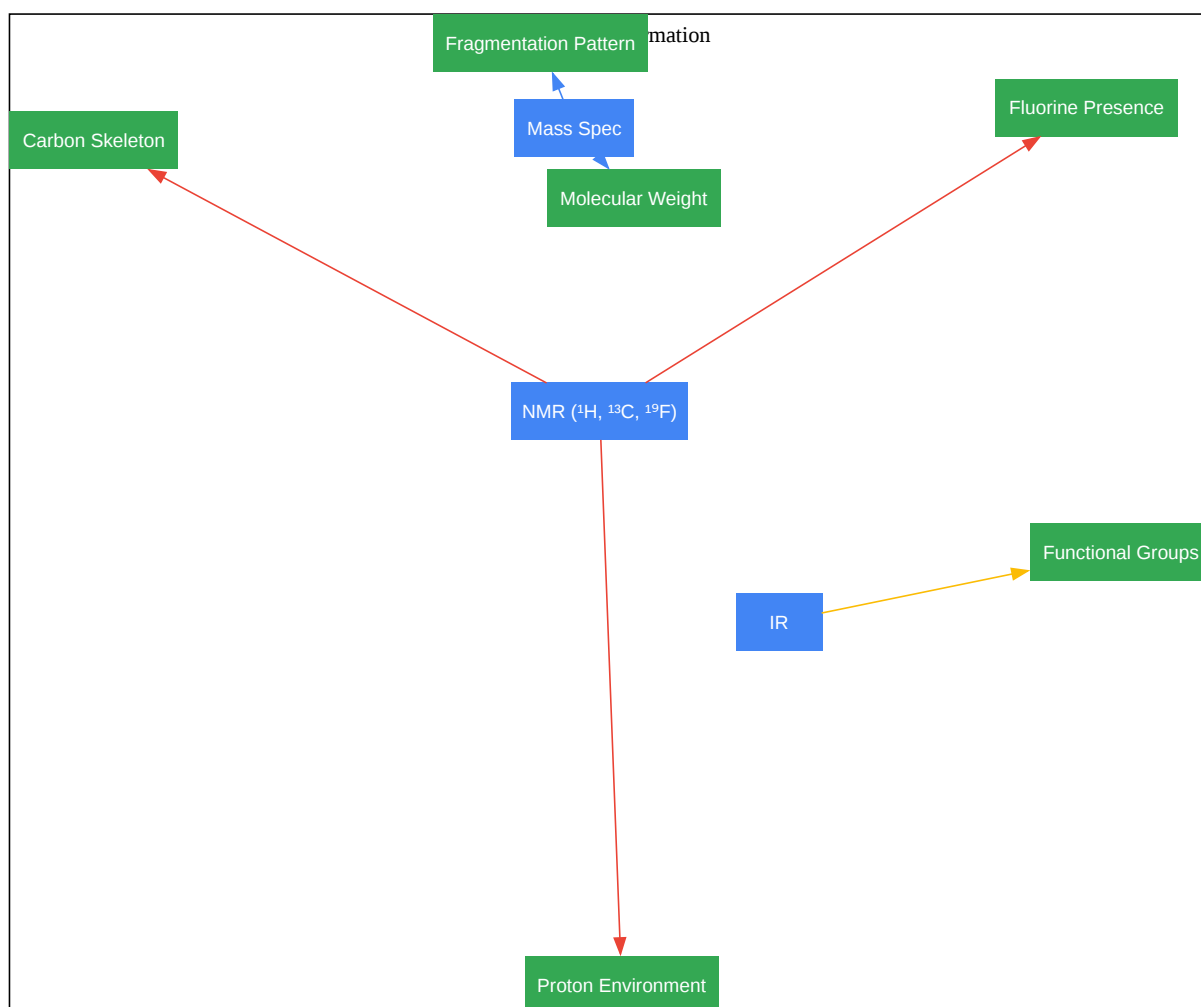 Fragmentation Pattern
Mass Spec
Fluorine Presence
Carbon Skeleton
Molecular Weight
NMR (¹H, ¹³C, ¹⁹F)
Functional Groups
IR
Proton Environment